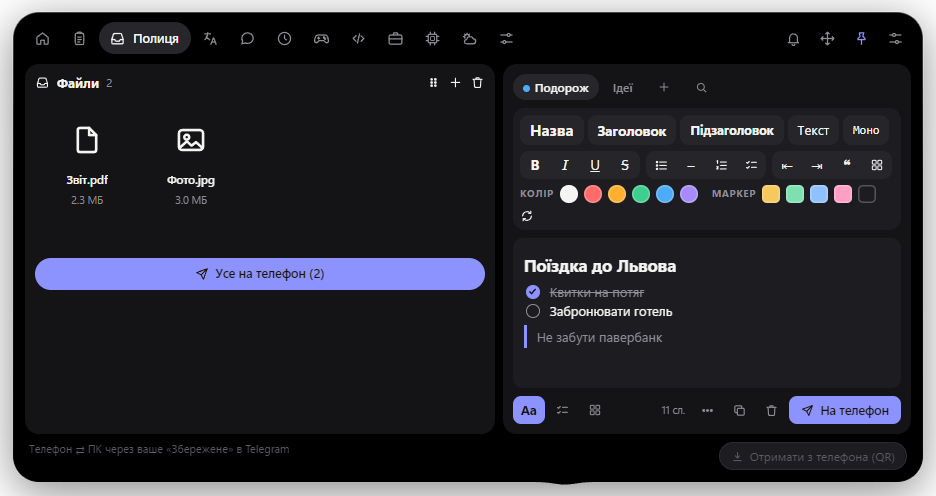 Полиця
Файли 2
Звіт.pdf
2.3 МБ
Фото.jpg
3.0 МБ
Усе на телефон (2)
Подорож Ідеї
Назва Заголовок Підзаголовок Текст Моно
B I U S
КОЛІР МАРКЕР
Поїздка до Львова
Квитки на потяг
Забронювати готель
Не забути павербанк
Aa 11 сл. На телефон
Телефон ⇄ ПК через ваше «Збережене» в Telegram
Отримати з телефона (QR)